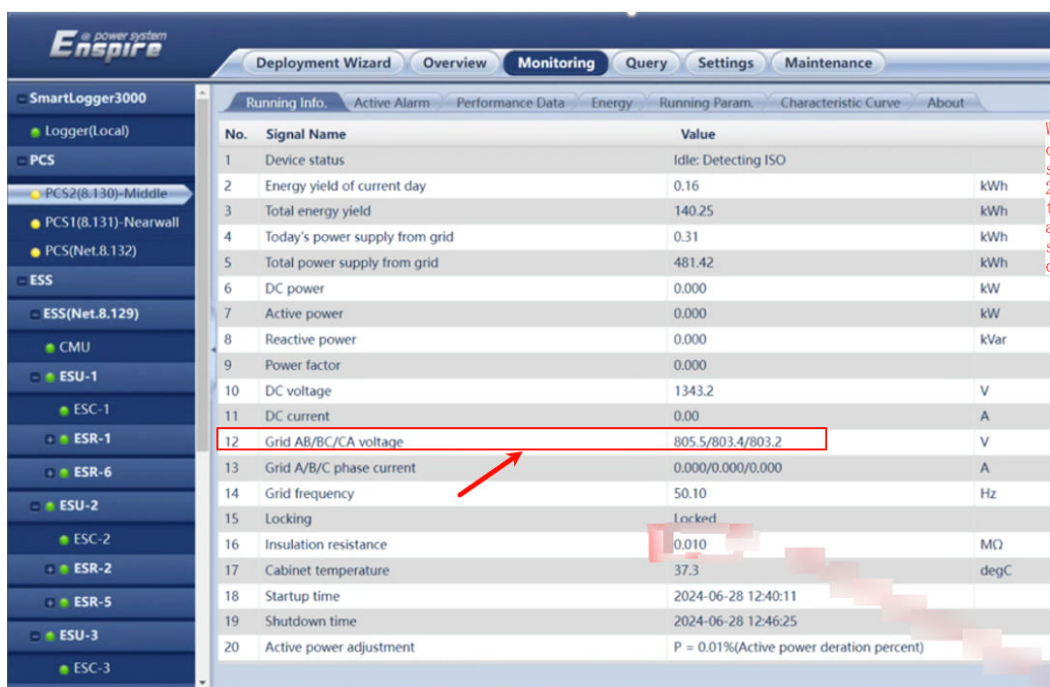 Enspire e power system
Deployment Wizard Overview Monitoring Query Settings Maintenance
SmartLogger3000
Logger(Local)
PCS
PCS2(8.130)-Middle
PCS1(8.131)-Nearwall
PCS(Net.8.132)
ESS
ESS(Net.8.129)
CMU
ESU-1
ESC-1
ESR-1
ESR-6
ESU-2
ESC-2
ESR-2
ESR-5
ESU-3
ESC-3
Running Info. Active Alarm Performance Data Energy Running Param. Characteristic Curve About
No. Signal Name Value
1 Device status Idle: Detecting ISO
2 Energy yield of current day 0.16 kWh
3 Total energy yield 140.25 kWh
4 Today's power supply from grid 0.31 kWh
5 Total power supply from grid 481.42 kWh
6 DC power 0.000 kW
7 Active power 0.000 kW
8 Reactive power 0.000 kVar
9 Power factor 0.000
10 DC voltage 1343.2 V
11 DC current 0.00 A
12 Grid AB/BC/CA voltage 805.5/803.4/803.2 V
13 Grid A/B/C phase current 0.000/0.000/0.000 A
14 Grid frequency 50.10 Hz
15 Locking Locked
16 Insulation resistance 0.010 MΩ
17 Cabinet temperature 37.3 degC
18 Startup time 2024-06-28 12:40:11
19 Shutdown time 2024-06-28 12:46:25
20 Active power adjustment P = 0.01%(Active power deration percent)